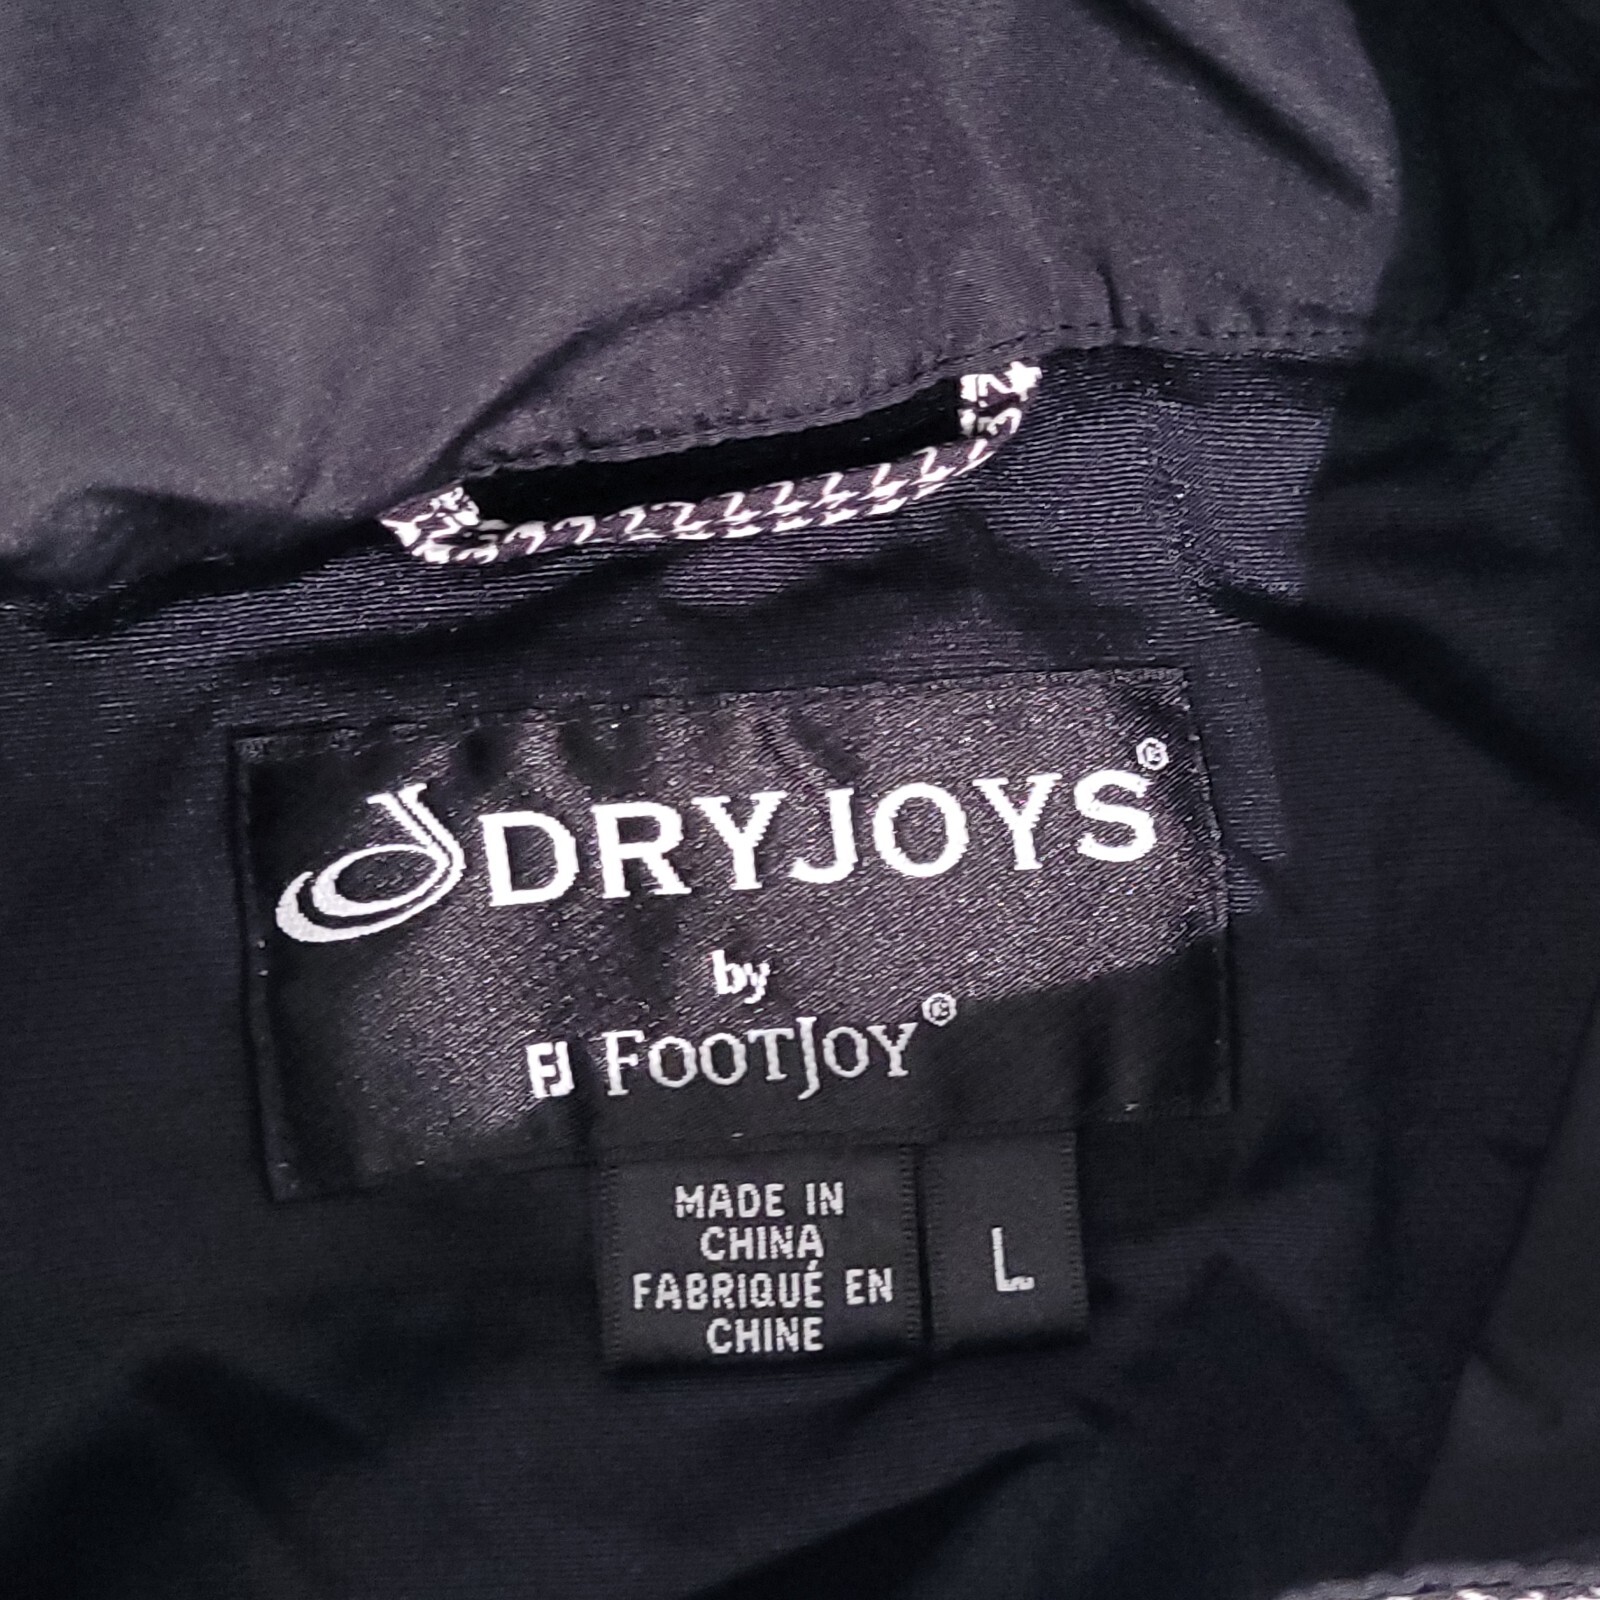 DRYJOYS®
by
FJ FOOTJOY®
MADE IN
CHINA
FABRIQUÉ EN
CHINE
L